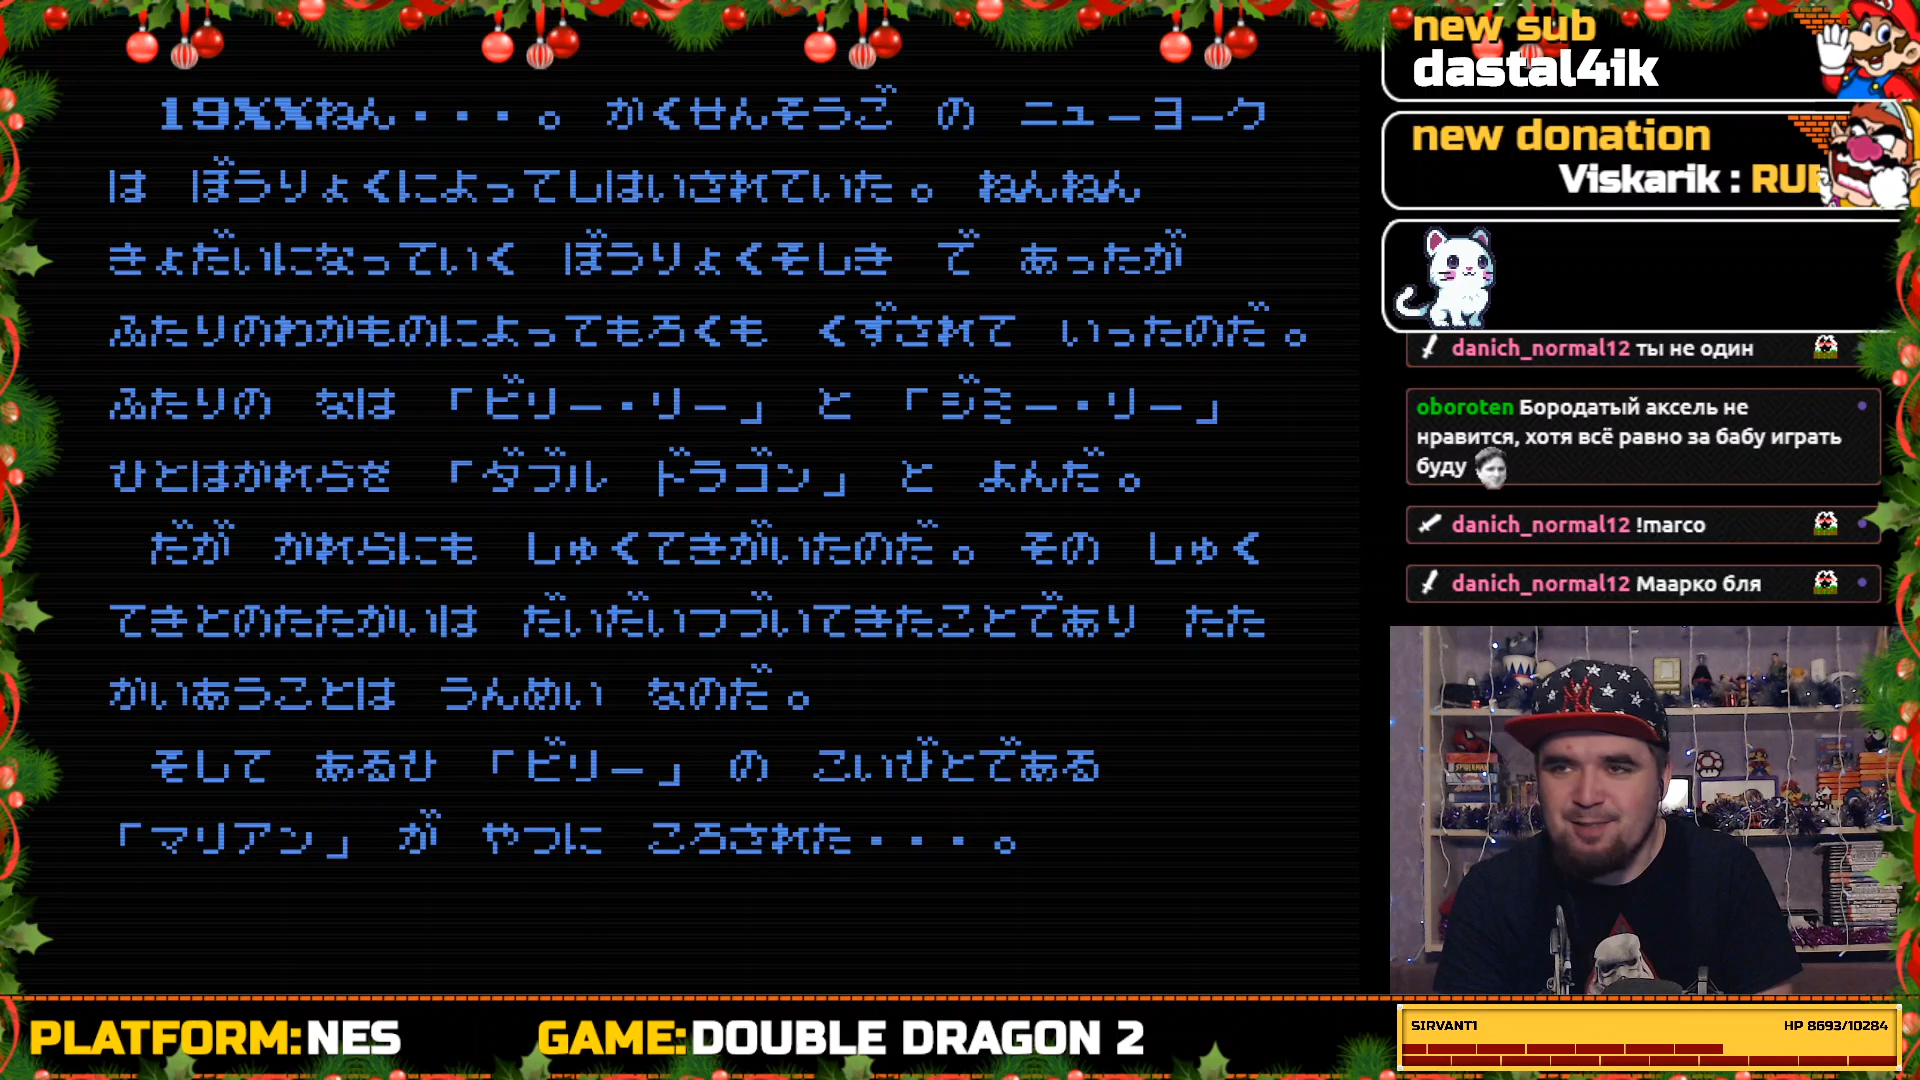 19XXねん・・・。 かくせんそうご の ニューヨーク
は ぼうりょくによってしはいされていた。 ねんねん
きょだいになっていく ぼうりょくそしき で あったが
ふたりのわかものによってもろくも くずされて いったのだ。
ふたりの なは 「ビリー・リー」 と 「ジミー・リー」
ひとはかれらを 「ダブル ドラゴン」 と よんだ。
だが かれらにも しゅくてきがいたのだ。 その しゅく
てきとのたたかいは だいだいつづいてきたことであり たた
かいあうことは うんめい なのだ。
そして あるひ 「ビリー」 の こいびとである
「マリアン」 が やつに ころされた・・・。
new sub
dastal4ik
new donation
Viskarik : RUB
danich_normal12 ты не один
oboroten Бородатый аксель не
нравится, хотя всё равно за бабу играть
буду
danich_normal12 !marco
danich_normal12 Маарко бля
PLATFORM:NES
GAME:DOUBLE DRAGON 2
SIRVANT1
HP 8693/10284